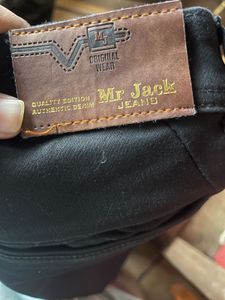 ORIGINAL
WEAR
QUALITY EDITION
AUTHENTIC DENIM
Mr Jack
JEANS